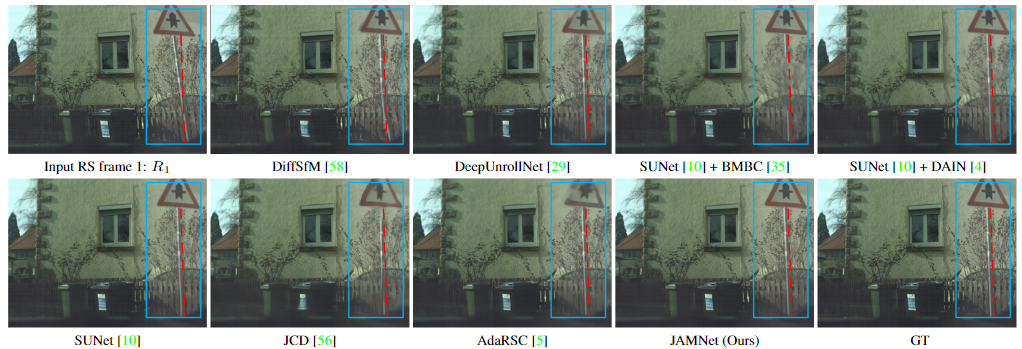 Input RS frame 1: R₁
DiffSfM [58]
DeepUnrollNet [29]
SUNet [10] + BMBC [35]
SUNet [10] + DAIN [4]
SUNet [10]
JCD [56]
AdaRSC [5]
JAMNet (Ours)
GT